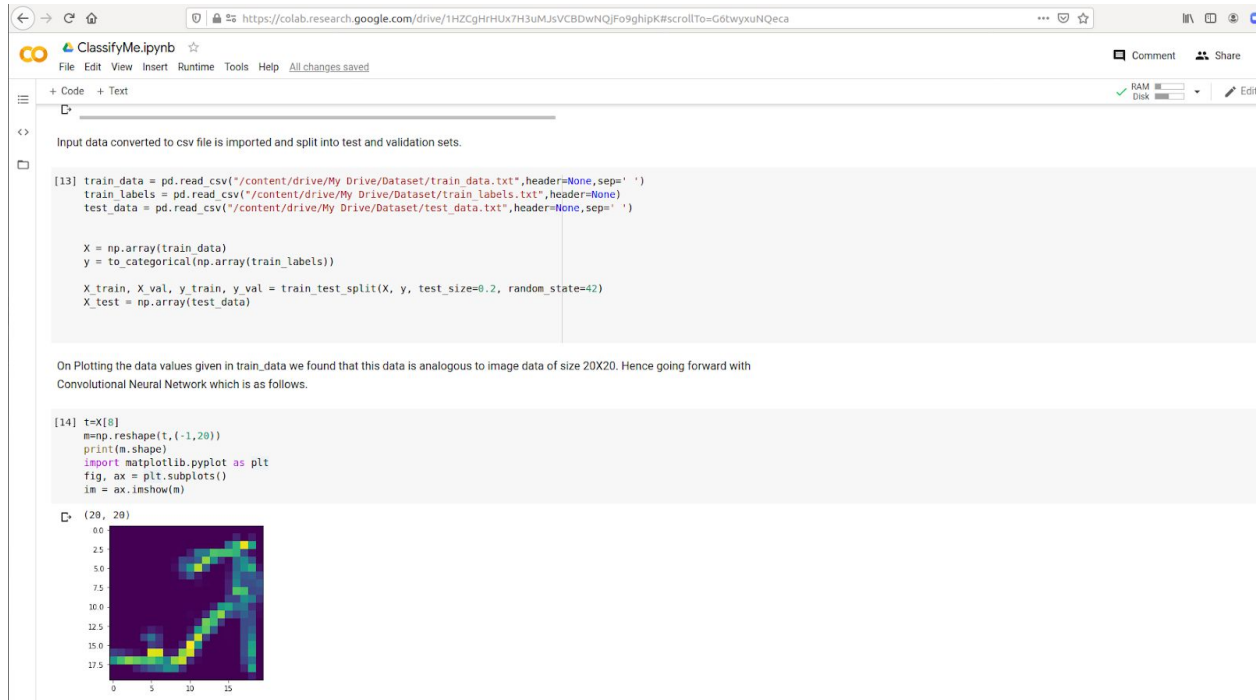 https://colab.research.google.com/drive/1HZCgHrHUx7H3uMJsVCBDwNQjFo9ghipK#scrollTo=G6twyxuNQeca
CO ClassifyMe.ipynb
File Edit View Insert Runtime Tools Help All changes saved
Comment Share
+ Code + Text
RAM
Disk
Edit
Input data converted to csv file is imported and split into test and validation sets.
[13] train_data = pd.read_csv("/content/drive/My Drive/Dataset/train_data.txt",header=None,sep=' ')
train_labels = pd.read_csv("/content/drive/My Drive/Dataset/train_labels.txt",header=None)
test_data = pd.read_csv("/content/drive/My Drive/Dataset/test_data.txt",header=None,sep=' ')
X = np.array(train_data)
y = to_categorical(np.array(train_labels))
X_train, X_val, y_train, y_val = train_test_split(X, y, test_size=0.2, random_state=42)
X_test = np.array(test_data)
On Plotting the data values given in train_data we found that this data is analogous to image data of size 20X20. Hence going forward with
Convolutional Neural Network which is as follows.
[14] t=X[8]
m=np.reshape(t,(-1,20))
print(m.shape)
import matplotlib.pyplot as plt
fig, ax = plt.subplots()
im = ax.imshow(m)
(20, 20)
0.0
2.5
5.0
7.5
10.0
12.5
15.0
17.5
0 5 10 15